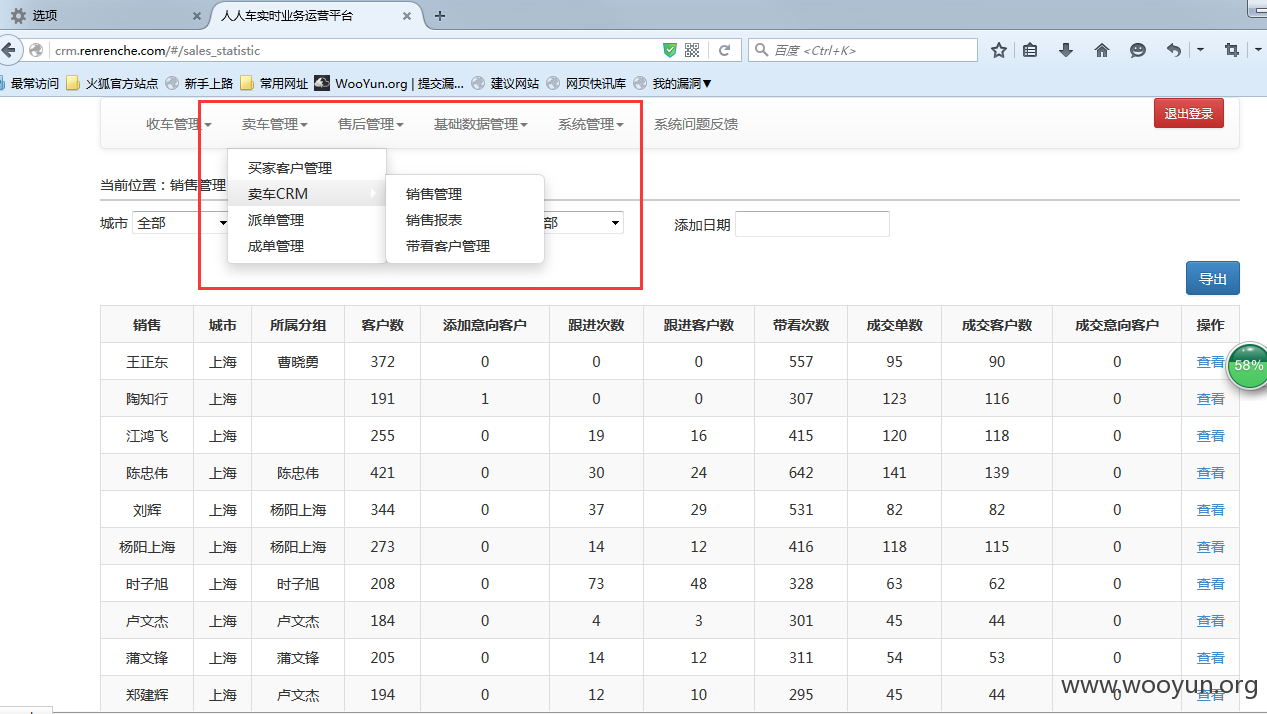 选项
人人车实时业务运营平台
crm.renrenche.com/#/sales_statistic
百度 <Ctrl+K>
最常访问 火狐官方站点 新手上路 常用网址 WooYun.org | 提交漏... 建议网站 网页快讯库 我的漏洞▼
收车管理 卖车管理 售后管理 基础数据管理 系统管理 系统问题反馈
退出登录
买家客户管理
当前位置：销售管理
卖车CRM 销售管理
城市 全部 派单管理 销售报表 部 添加日期
成单管理 带看客户管理
导出
销售 城市 所属分组 客户数 添加意向客户 跟进次数 跟进客户数 带看次数 成交单数 成交客户数 成交意向客户 操作
王正东 上海 曹晓勇 372 0 0 0 557 95 90 0 查看
58%
陶知行 上海 191 1 0 0 307 123 116 0 查看
江鸿飞 上海 255 0 19 16 415 120 118 0 查看
陈忠伟 上海 陈忠伟 421 0 30 24 642 141 139 0 查看
刘辉 上海 杨阳上海 344 0 37 29 531 82 82 0 查看
杨阳上海 上海 杨阳上海 273 0 14 12 416 118 115 0 查看
时子旭 上海 时子旭 208 0 73 48 328 63 62 0 查看
卢文杰 上海 卢文杰 184 0 4 3 301 45 44 0 查看
蒲文锋 上海 蒲文锋 205 0 14 12 311 54 53 0 查看
郑建辉 上海 卢文杰 194 0 12 10 295 45 44 0 查看
www.wooyun.org